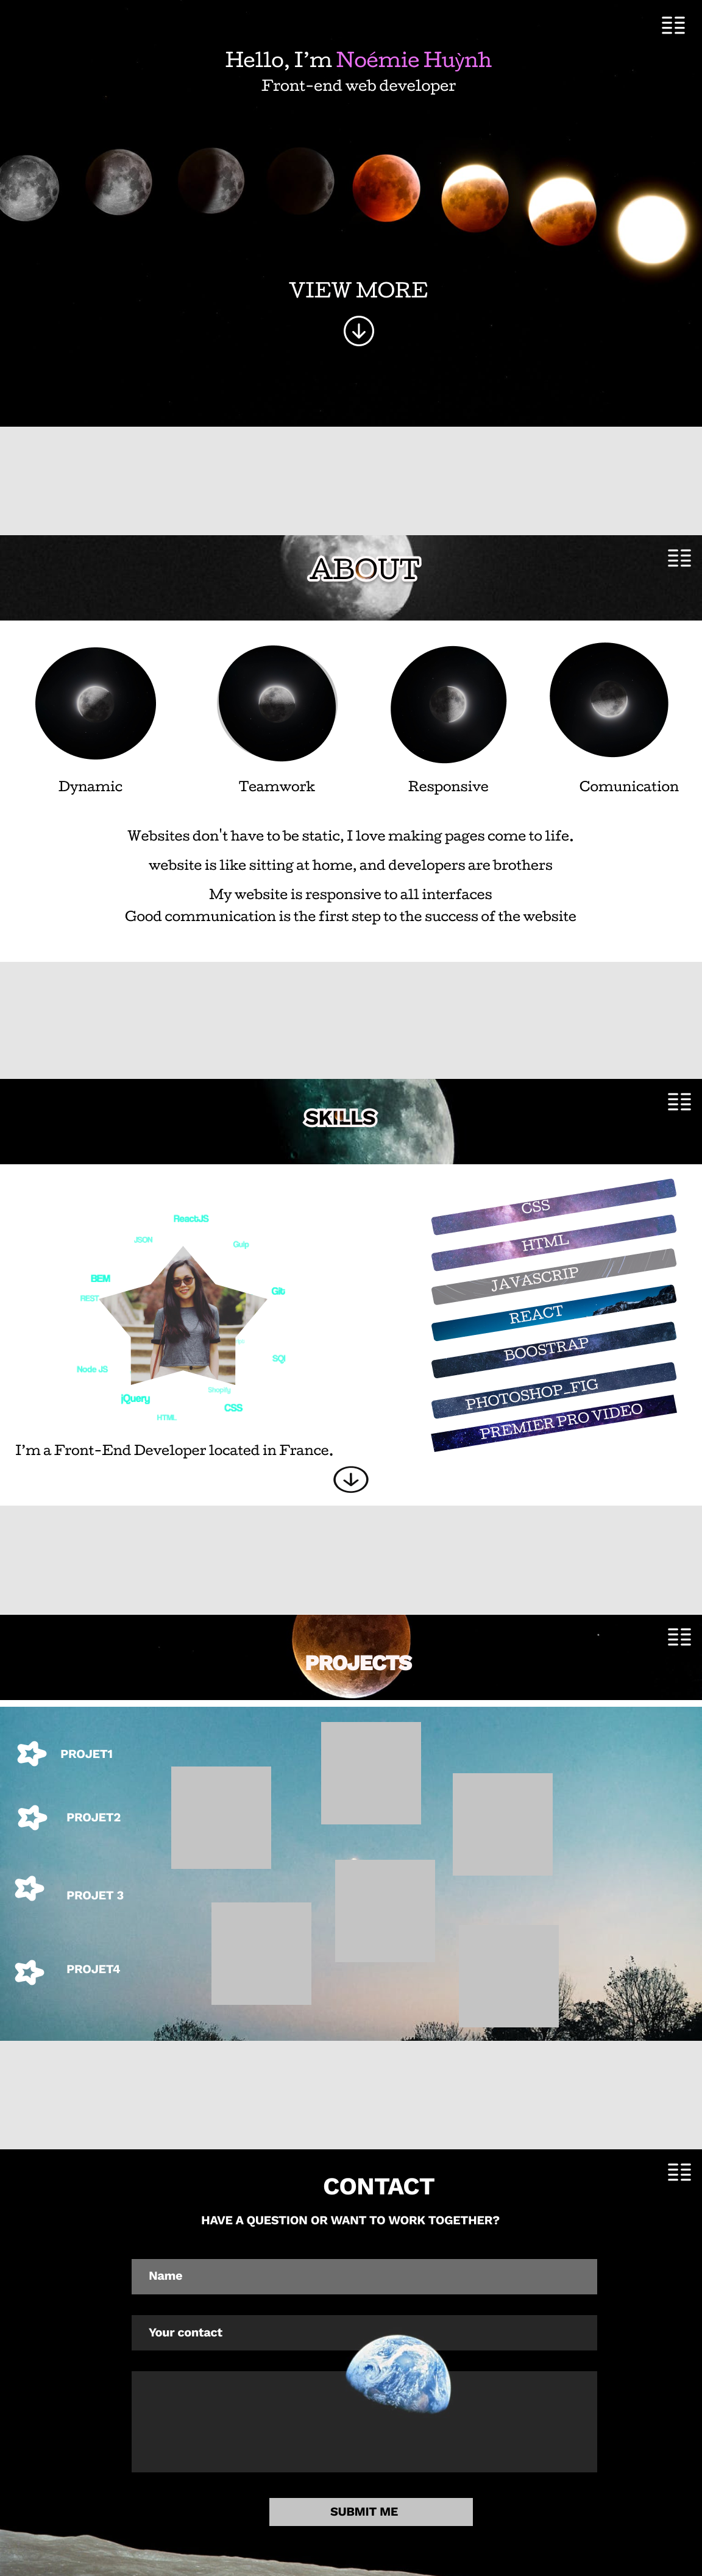 Hello, I'm Noémie Huỳnh
Front-end web developer
VIEW MORE
ABOUT
Dynamic
Teamwork
Responsive
Comunication
Websites don't have to be static, I love making pages come to life.
website is like sitting at home, and developers are brothers
My website is responsive to all interfaces
Good communication is the first step to the success of the website
SKILLS
ReactJS
JSON
Gulp
BEM
Git
REST
SQl
Node JS
Shopify
jQuery
CSS
HTML
I'm a Front-End Developer located in France.
CSS
HTML
JAVASCRIP
REACT
BOOSTRAP
PHOTOSHOP_FIG
PREMIER PRO VIDEO
PROJECTS
PROJET1
PROJET2
PROJET 3
PROJET4
CONTACT
HAVE A QUESTION OR WANT TO WORK TOGETHER?
Name
Your contact
SUBMIT ME